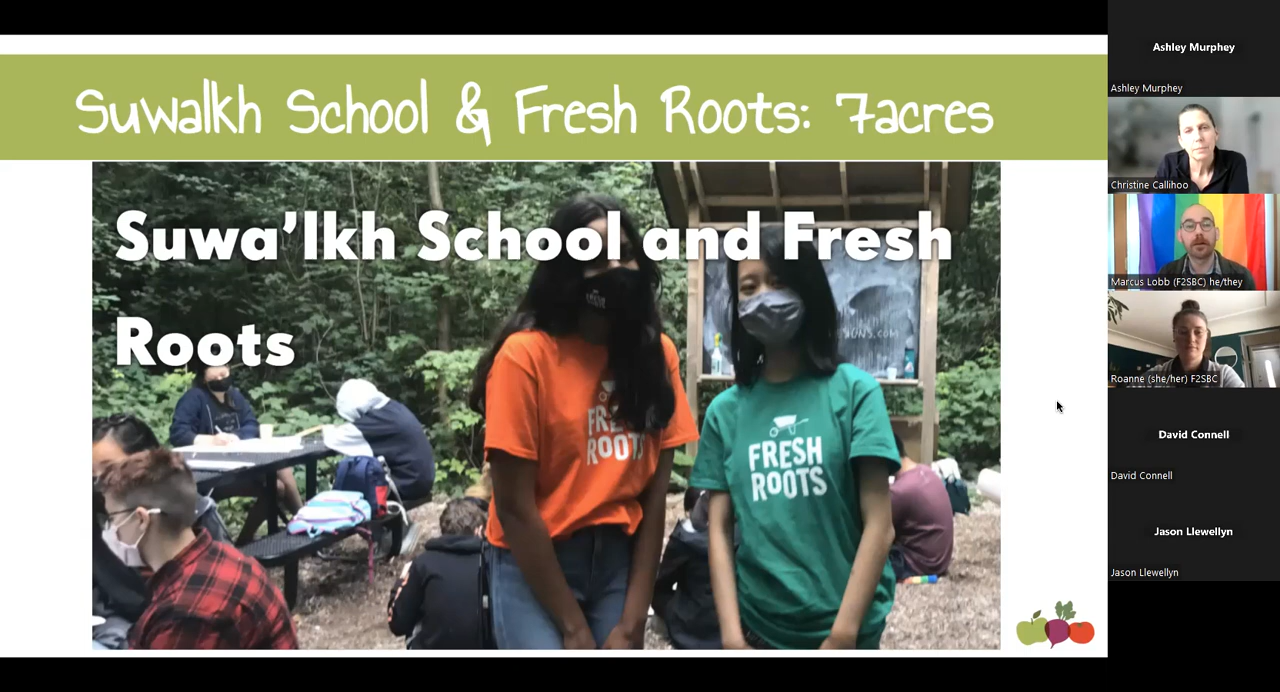 Suwalkh School & Fresh Roots: 7acres
Suwa'lkh School and Fresh
Roots
FRESH
ROOTS
FRESH
ROOTS
Ashley Murphey
Ashley Murphey
Christine Callihoo
Marcus Lobb (F2SBC) he/they
Roanne (she/her) F2SBC
David Connell
David Connell
Jason Llewellyn
Jason Llewellyn